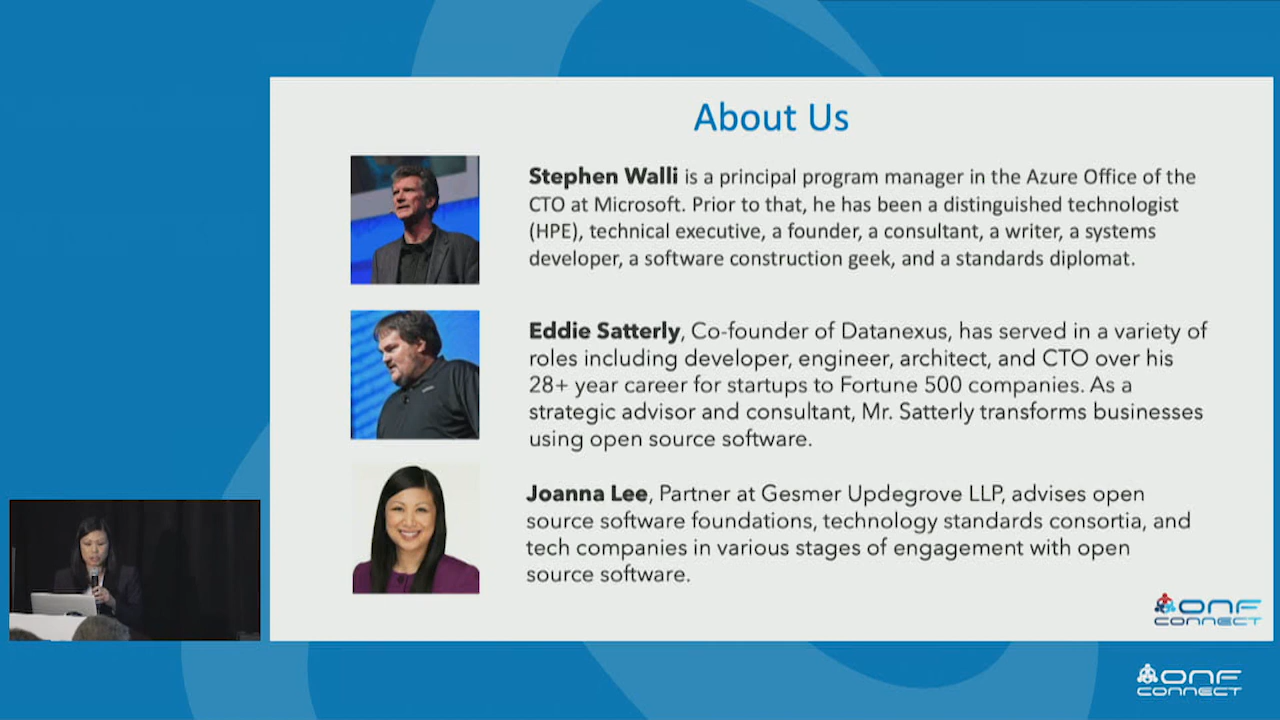 About Us
Stephen Walli is a principal program manager in the Azure Office of the
CTO at Microsoft. Prior to that, he has been a distinguished technologist
(HPE), technical executive, a founder, a consultant, a writer, a systems
developer, a software construction geek, and a standards diplomat.
Eddie Satterly, Co-founder of Datanexus, has served in a variety of
roles including developer, engineer, architect, and CTO over his
28+ year career for startups to Fortune 500 companies. As a
strategic advisor and consultant, Mr. Satterly transforms businesses
using open source software.
Joanna Lee, Partner at Gesmer Updegrove LLP, advises open
source software foundations, technology standards consortia, and
tech companies in various stages of engagement with open
source software.
ONF
CONNECT
ONF
CONNECT